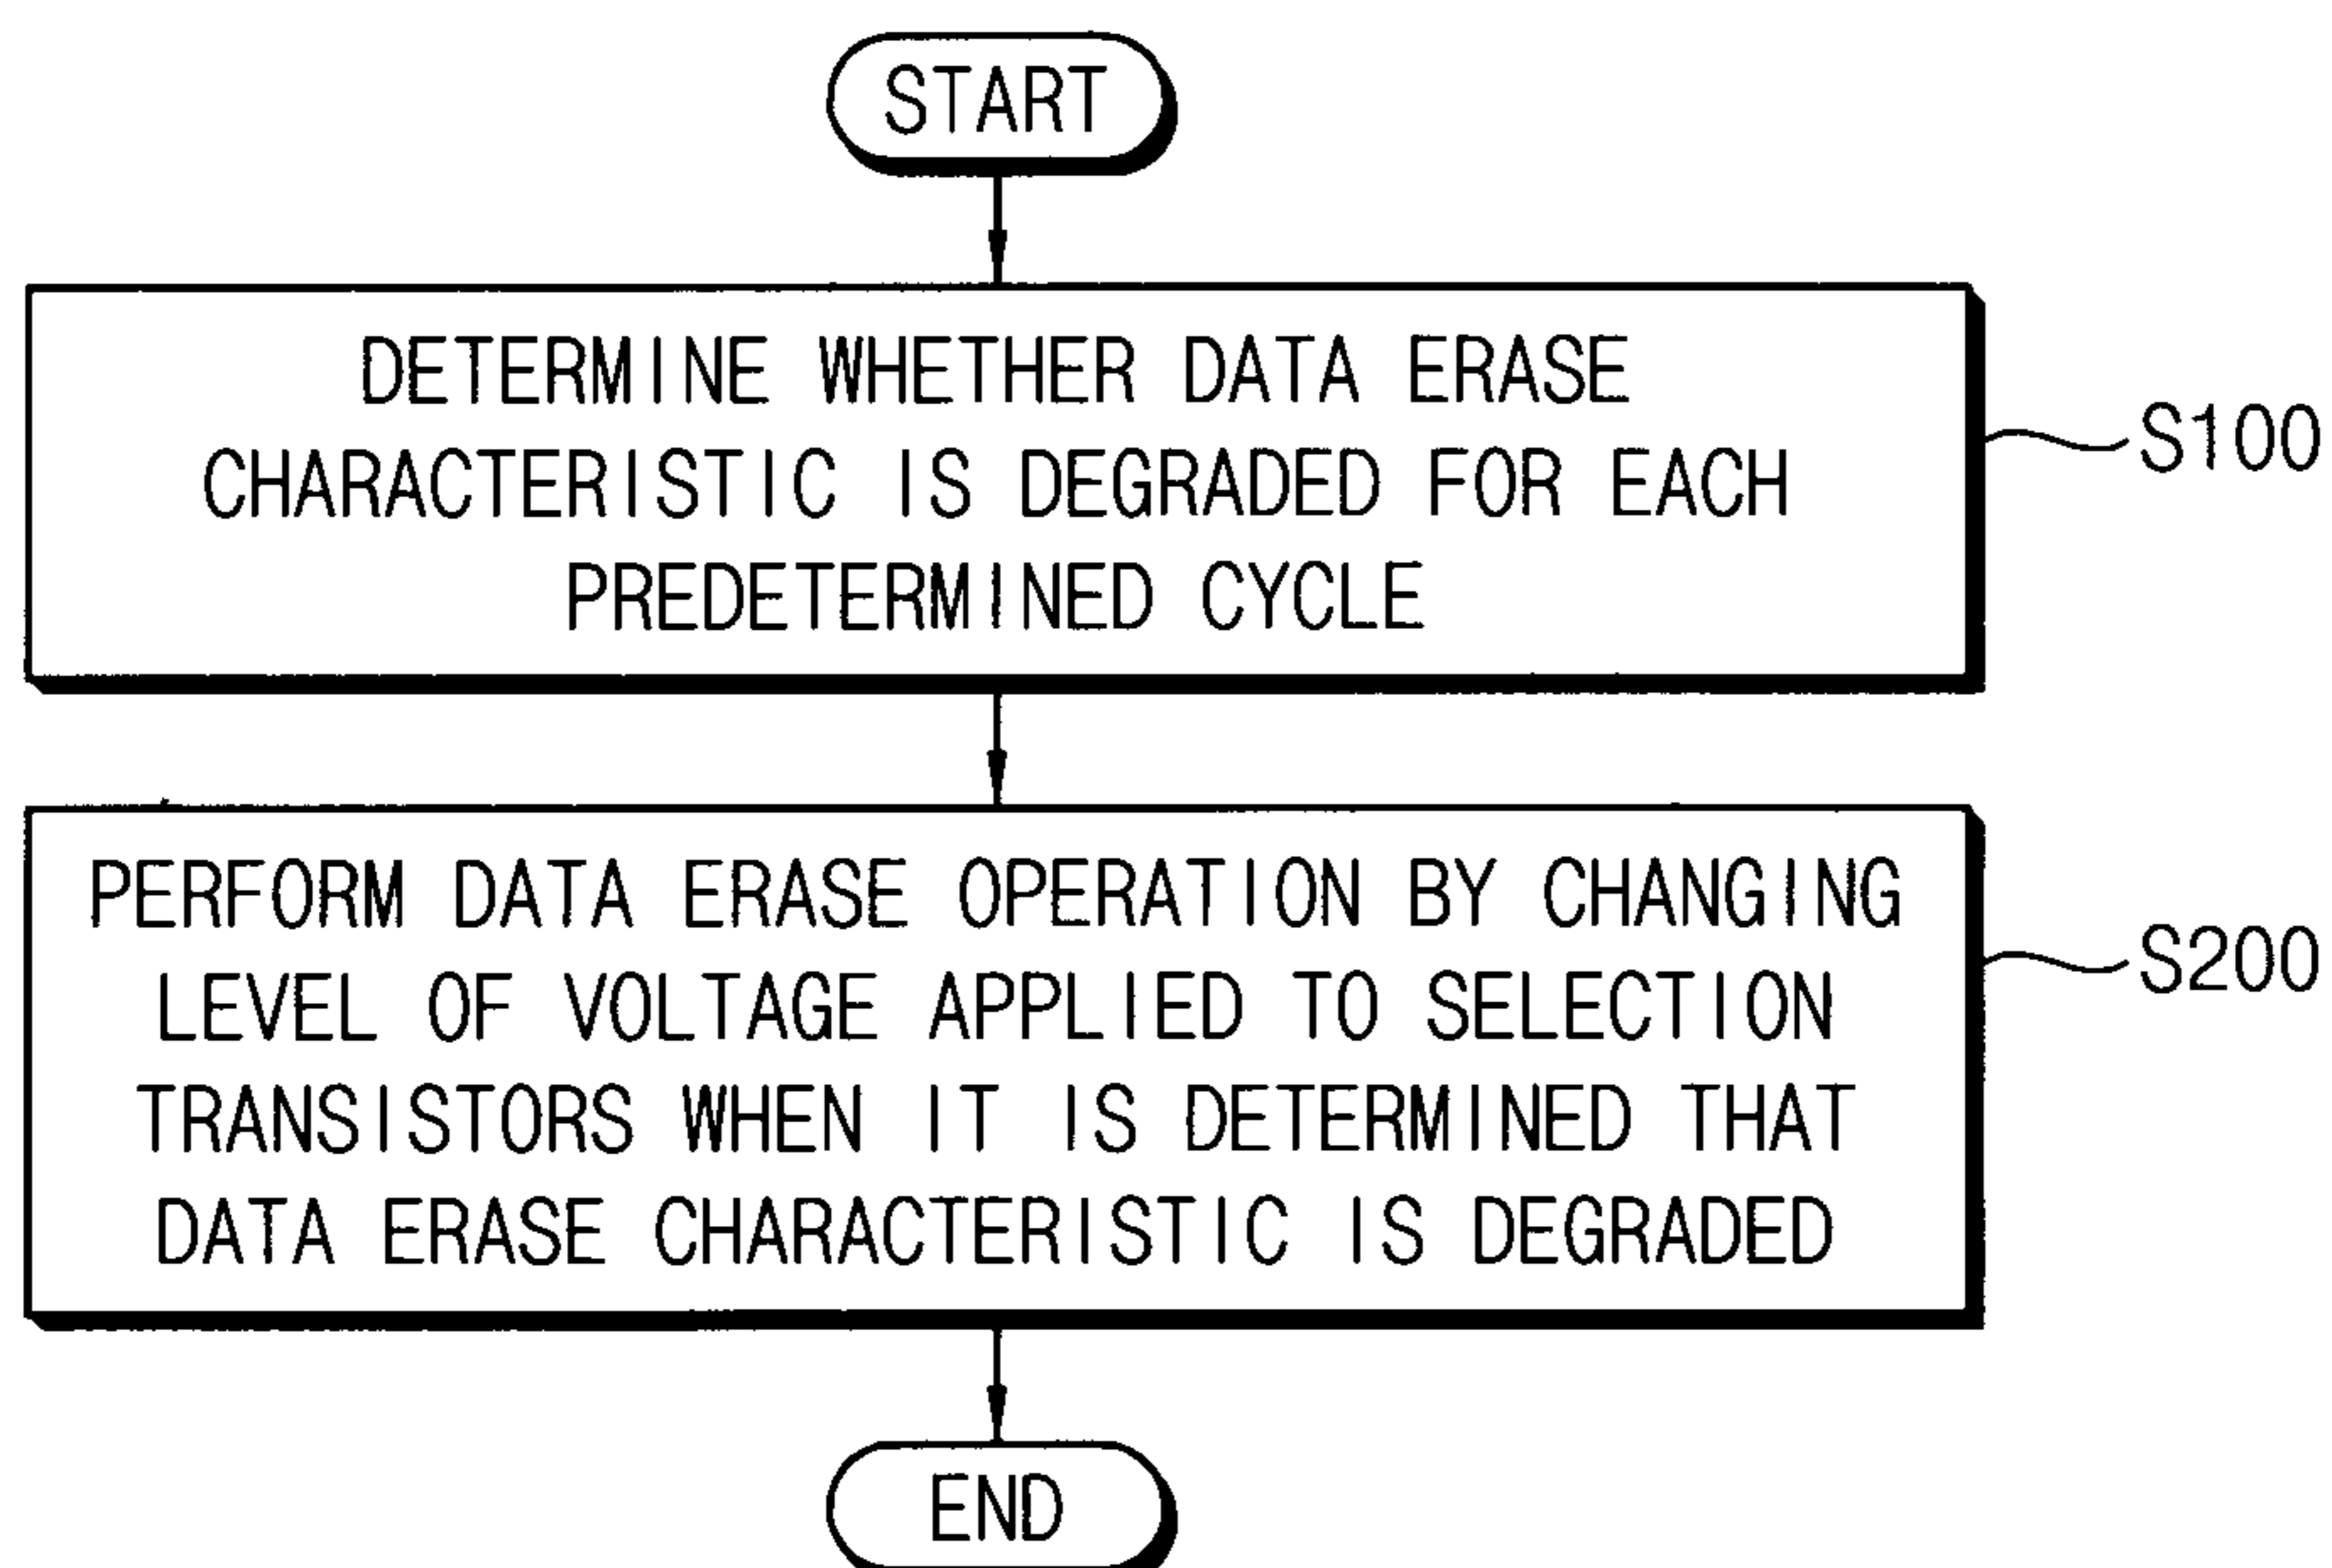 START
DETERMINE WHETHER DATA ERASE
CHARACTERISTIC IS DEGRADED FOR EACH
PREDETERMINED CYCLE
S100
PERFORM DATA ERASE OPERATION BY CHANGING
LEVEL OF VOLTAGE APPLIED TO SELECTION
TRANSISTORS WHEN IT IS DETERMINED THAT
DATA ERASE CHARACTERISTIC IS DEGRADED
S200
END